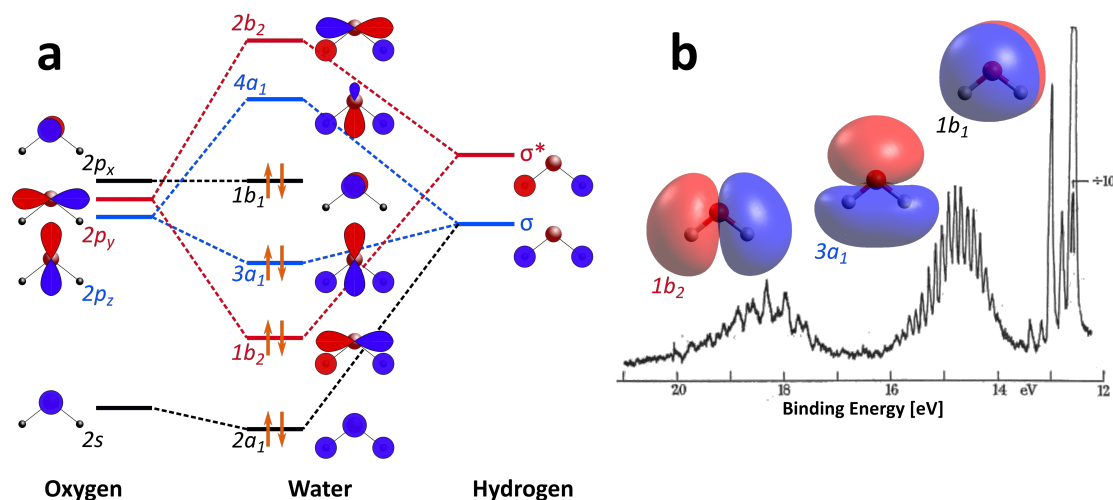 a
2b2
4a1
2px
1b1
σ*
2py
σ
3a1
2pz
1b2
2s
2a1
Oxygen Water Hydrogen
b
1b1
÷10
3a1
1b2
20 18 16 14 eV 12
Binding Energy [eV]